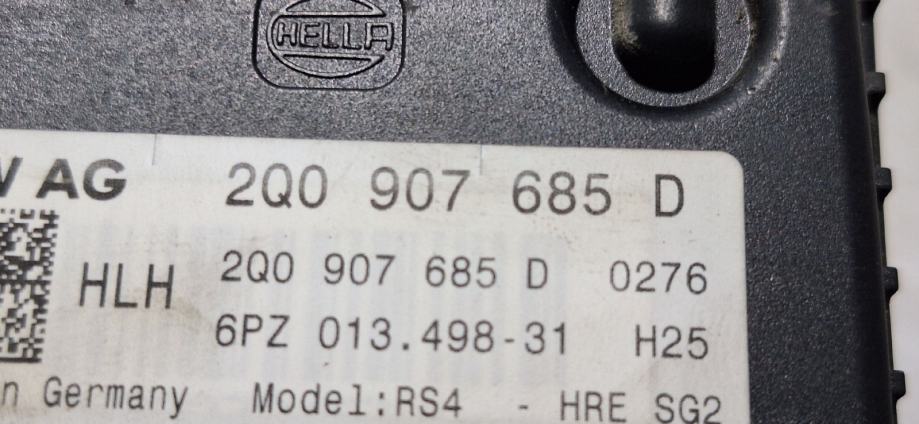 HELLA
W AG 2Q0 907 685 D
HLH 2Q0 907 685 D 0276
6PZ 013.498-31 H25
n Germany Model:RS4 - HRE SG2